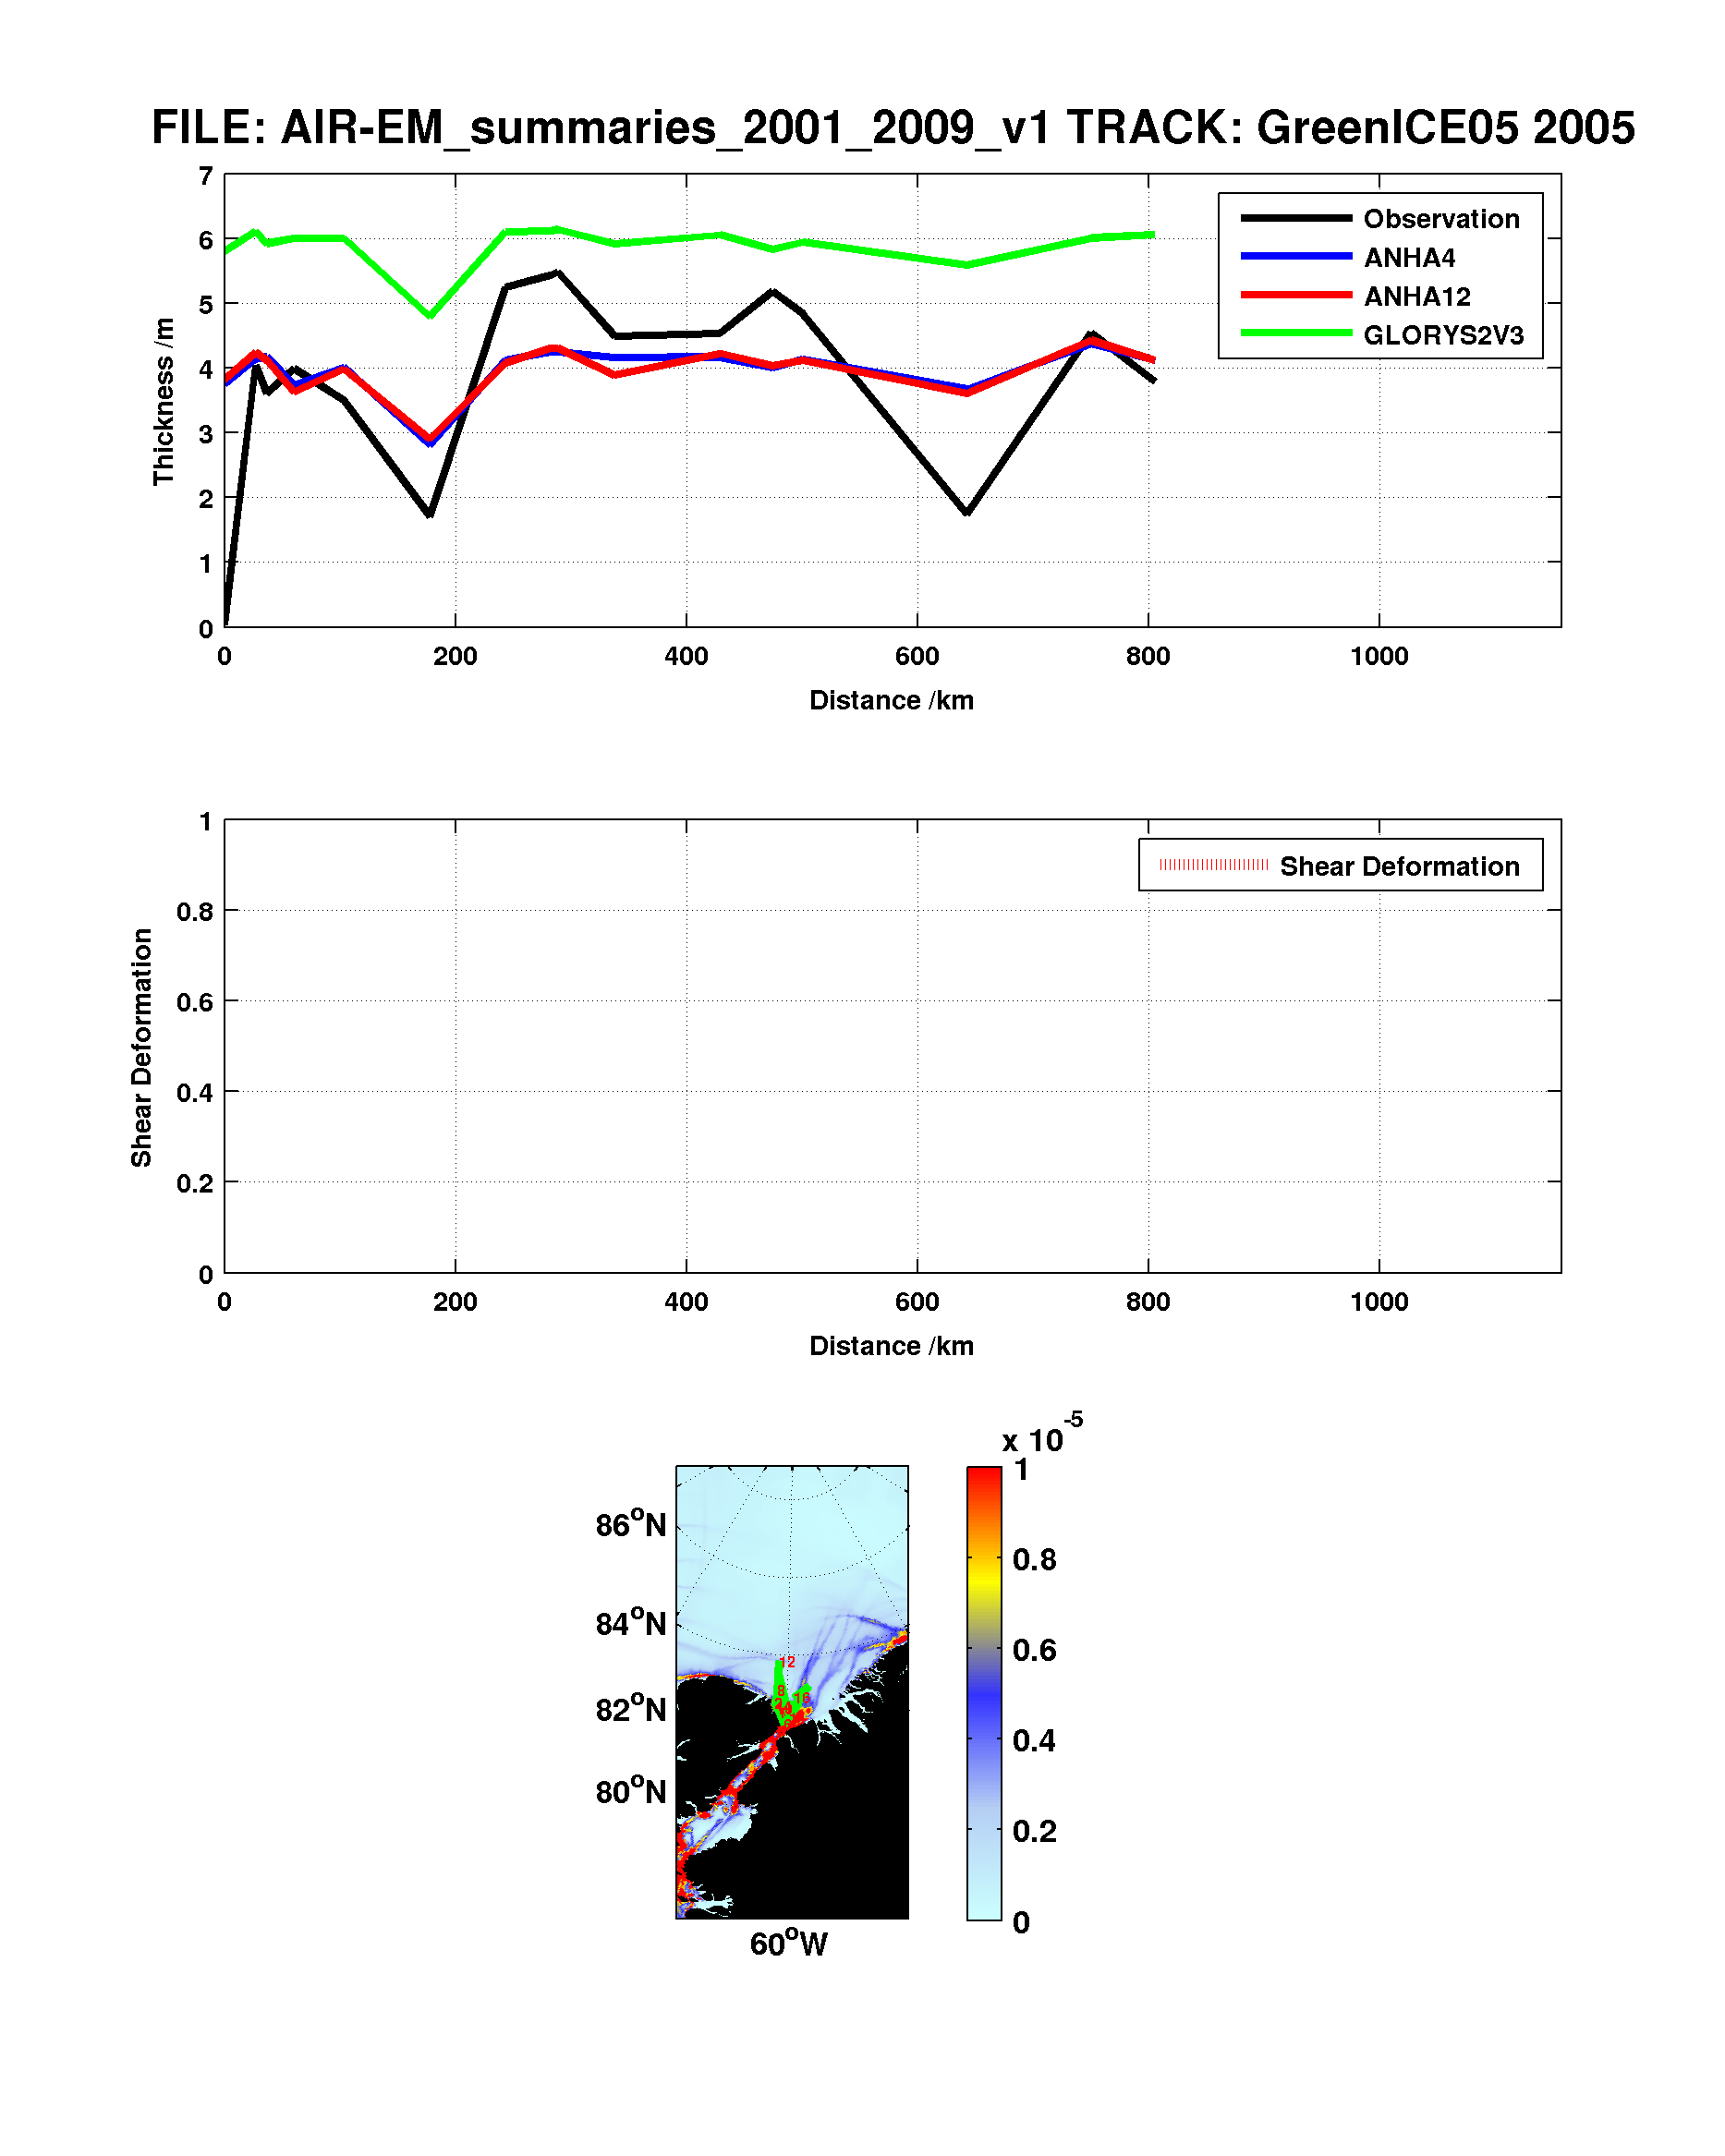 FILE: AIR-EM_summaries_2001_2009_v1 TRACK: GreenICE05 2005
7
6
5
4
3
2
1
0
Thickness /m
Observation
ANHA4
ANHA12
GLORYS2V3
0 200 400 600 800 1000
Distance /km
1
0.8
0.6
0.4
0.2
0
Shear Deformation
Shear Deformation
0 200 400 600 800 1000
Distance /km
86°N
84°N
82°N
80°N
60°W
12
8
16
x 10^-5
1
0.8
0.6
0.4
0.2
0